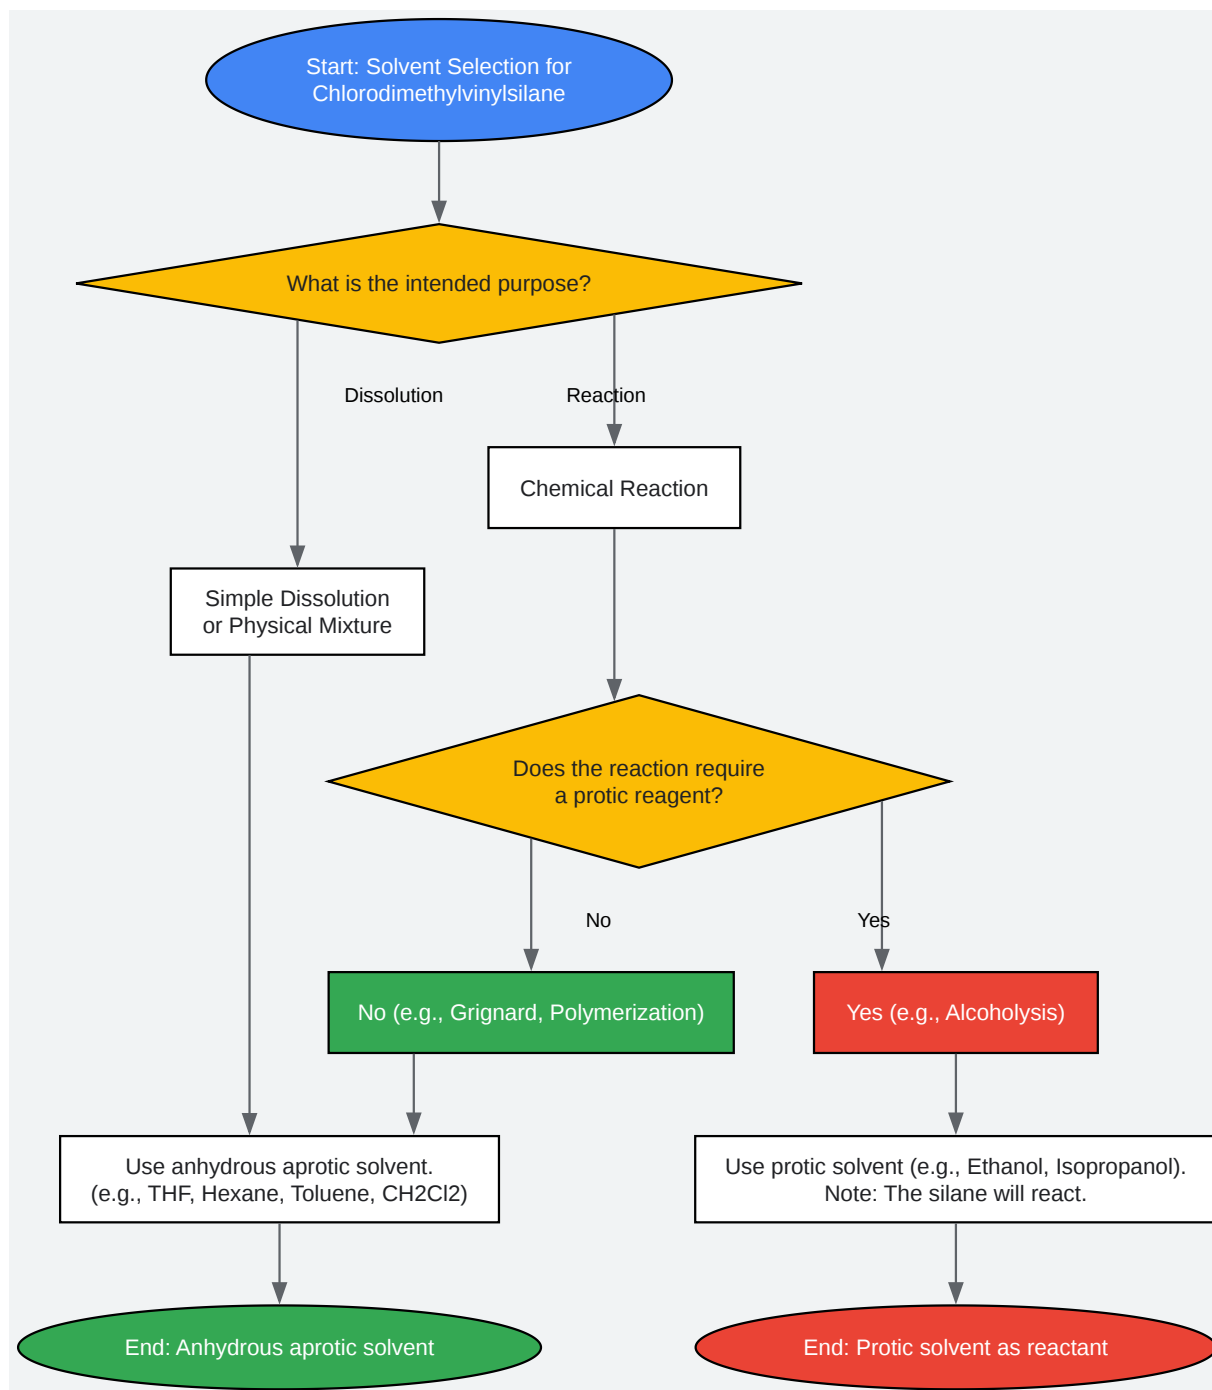 Start: Solvent Selection for
Chlorodimethylvinylsilane
What is the intended purpose?
Dissolution
Reaction
Chemical Reaction
Simple Dissolution
or Physical Mixture
Does the reaction require
a protic reagent?
No
Yes
No (e.g., Grignard, Polymerization)
Yes (e.g., Alcoholysis)
Use anhydrous aprotic solvent.
(e.g., THF, Hexane, Toluene, CH2Cl2)
Use protic solvent (e.g., Ethanol, Isopropanol).
Note: The silane will react.
End: Anhydrous aprotic solvent
End: Protic solvent as reactant